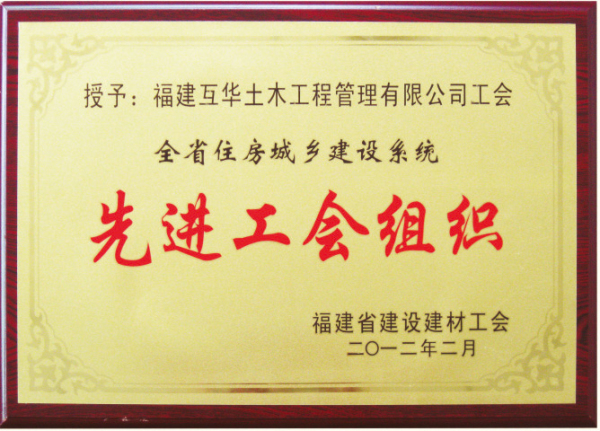 授予：福建互华土木工程管理有限公司工会
全省住房城乡建设系统
先进工会组织
福建省建设建材工会
二〇一二年二月